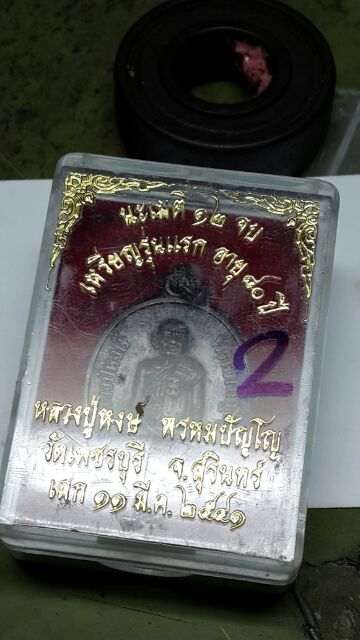 นะเมติ ๑๒ จบ
เหรียญรุ่นแรก อายุ ๘๐ ปี
2
หลวงปู่หงษ์ พรหมปัญโญ
วัดเพชรบุรี จ.สุรินทร์
เสก ๑๑ มี.ค. ๒๕๔๑